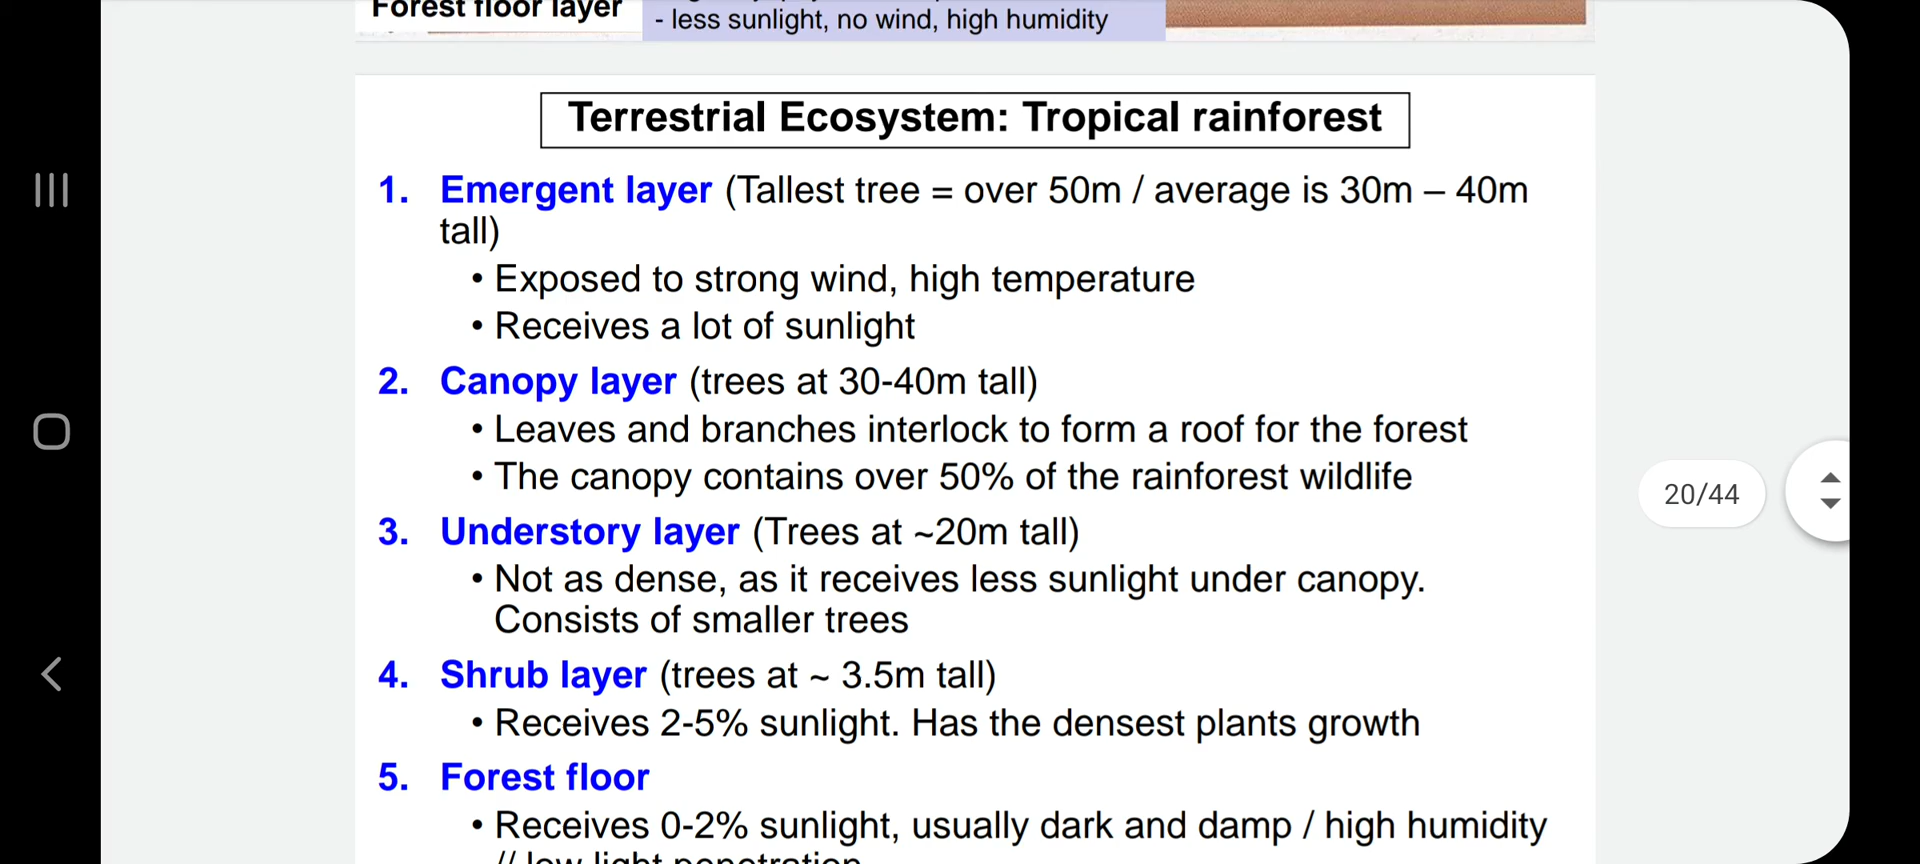 Forest floor layer
- less sunlight, no wind, high humidity
Terrestrial Ecosystem: Tropical rainforest
1. Emergent layer (Tallest tree = over 50m / average is 30m – 40m
tall)
• Exposed to strong wind, high temperature
• Receives a lot of sunlight
2. Canopy layer (trees at 30-40m tall)
• Leaves and branches interlock to form a roof for the forest
• The canopy contains over 50% of the rainforest wildlife
3. Understory layer (Trees at ~20m tall)
• Not as dense, as it receives less sunlight under canopy.
Consists of smaller trees
4. Shrub layer (trees at ~ 3.5m tall)
• Receives 2-5% sunlight. Has the densest plants growth
5. Forest floor
• Receives 0-2% sunlight, usually dark and damp / high humidity
// low light penetration
20/44